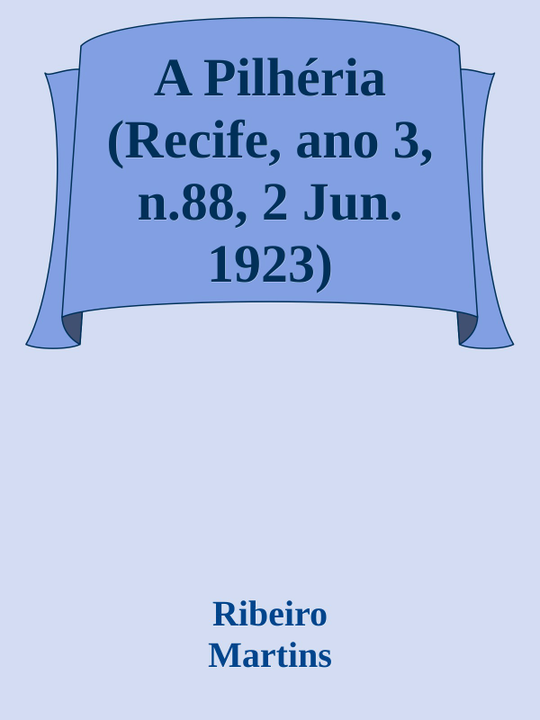 A Pilhéria
(Recife, ano 3,
n.88, 2 Jun.
1923)
Ribeiro
Martins